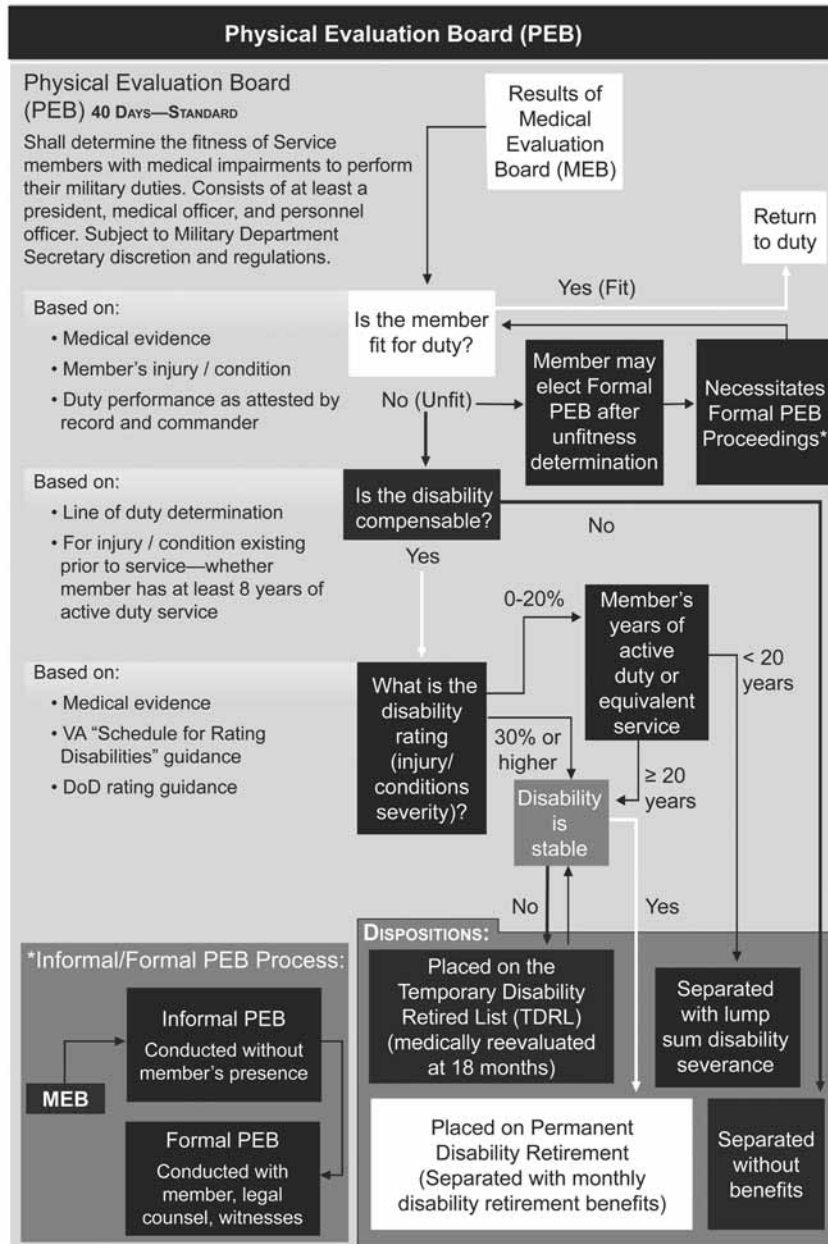 Physical Evaluation Board (PEB)
Physical Evaluation Board
(PEB) 40 DAYS—STANDARD
Shall determine the fitness of Service
members with medical impairments to perform
their military duties. Consists of at least a
president, medical officer, and personnel
officer. Subject to Military Department
Secretary discretion and regulations.
Results of
Medical
Evaluation
Board (MEB)
Return
to duty
Yes (Fit)
Based on:
• Medical evidence
• Member's injury / condition
• Duty performance as attested by
record and commander
Is the member
fit for duty?
No (Unfit)
Member may
elect Formal
PEB after
unfitness
determination
Necessitates
Formal PEB
Proceedings*
Based on:
• Line of duty determination
• For injury / condition existing
prior to service—whether
member has at least 8 years of
active duty service
Is the disability
compensable?
No
Yes
0-20%
Member's
years of
active
duty or
equivalent
service
< 20
years
Based on:
• Medical evidence
• VA "Schedule for Rating
Disabilities" guidance
• DoD rating guidance
What is the
disability
rating
(injury/
conditions
severity)?
30% or
higher
≥ 20
years
Disability
is
stable
No
Yes
*Informal/Formal PEB Process:
Informal PEB
Conducted without
member's presence
MEB
Formal PEB
Conducted with
member, legal
counsel, witnesses
DISPOSITIONS:
Placed on the
Temporary Disability
Retired List (TDRL)
(medically reevaluated
at 18 months)
Separated
with lump
sum disability
severance
Placed on Permanent
Disability Retirement
(Separated with monthly
disability retirement benefits)
Separated
without
benefits